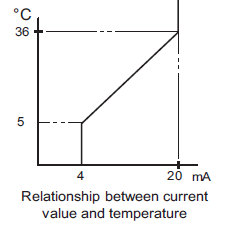 °C
36
5
4
20 mA
Relationship between current
value and temperature